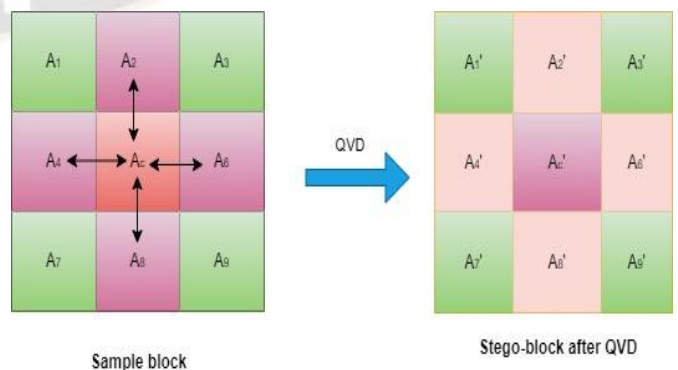 A1 A2 A3
A4 Ac A6
A7 A8 A9
Sample block
QVD
A1' A2' A3'
A4' Ac' A6'
A7' A8' A9'
Stego-block after QVD